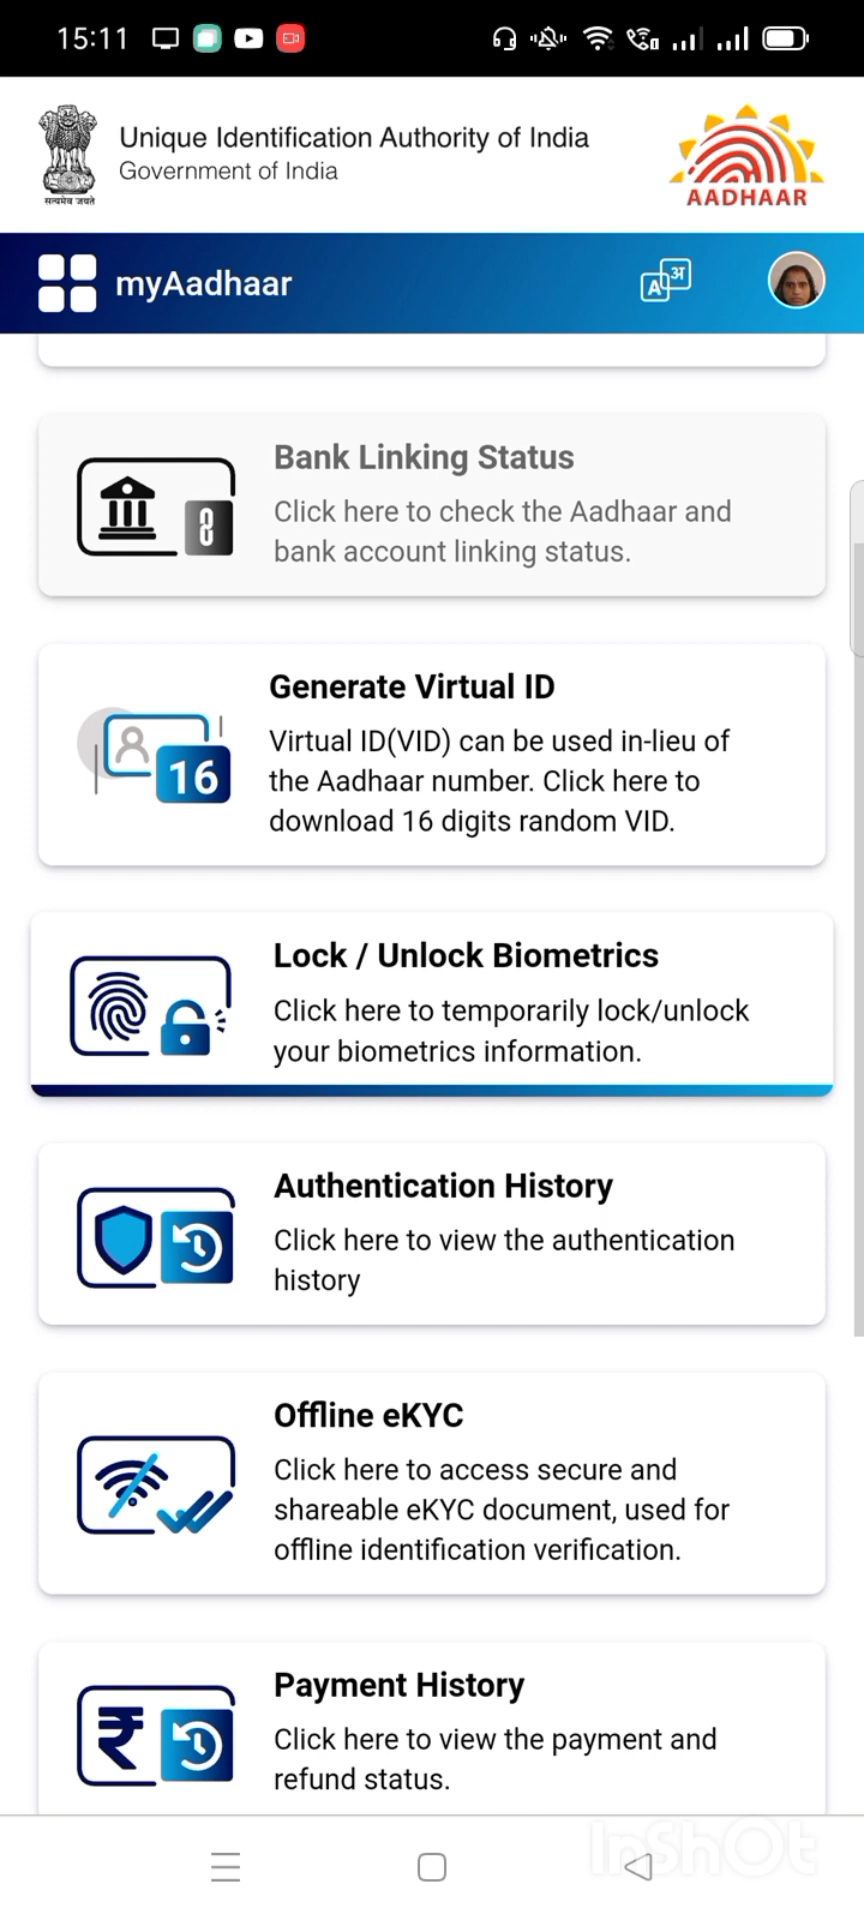 15:11
Unique Identification Authority of India
Government of India
सत्यमेव जयते
AADHAAR
myAadhaar
A अ
Bank Linking Status
Click here to check the Aadhaar and
bank account linking status.
Generate Virtual ID
16
Virtual ID(VID) can be used in-lieu of
the Aadhaar number. Click here to
download 16 digits random VID.
Lock / Unlock Biometrics
Click here to temporarily lock/unlock
your biometrics information.
Authentication History
Click here to view the authentication
history
Offline eKYC
Click here to access secure and
shareable eKYC document, used for
offline identification verification.
Payment History
₹
Click here to view the payment and
refund status.
InShOt